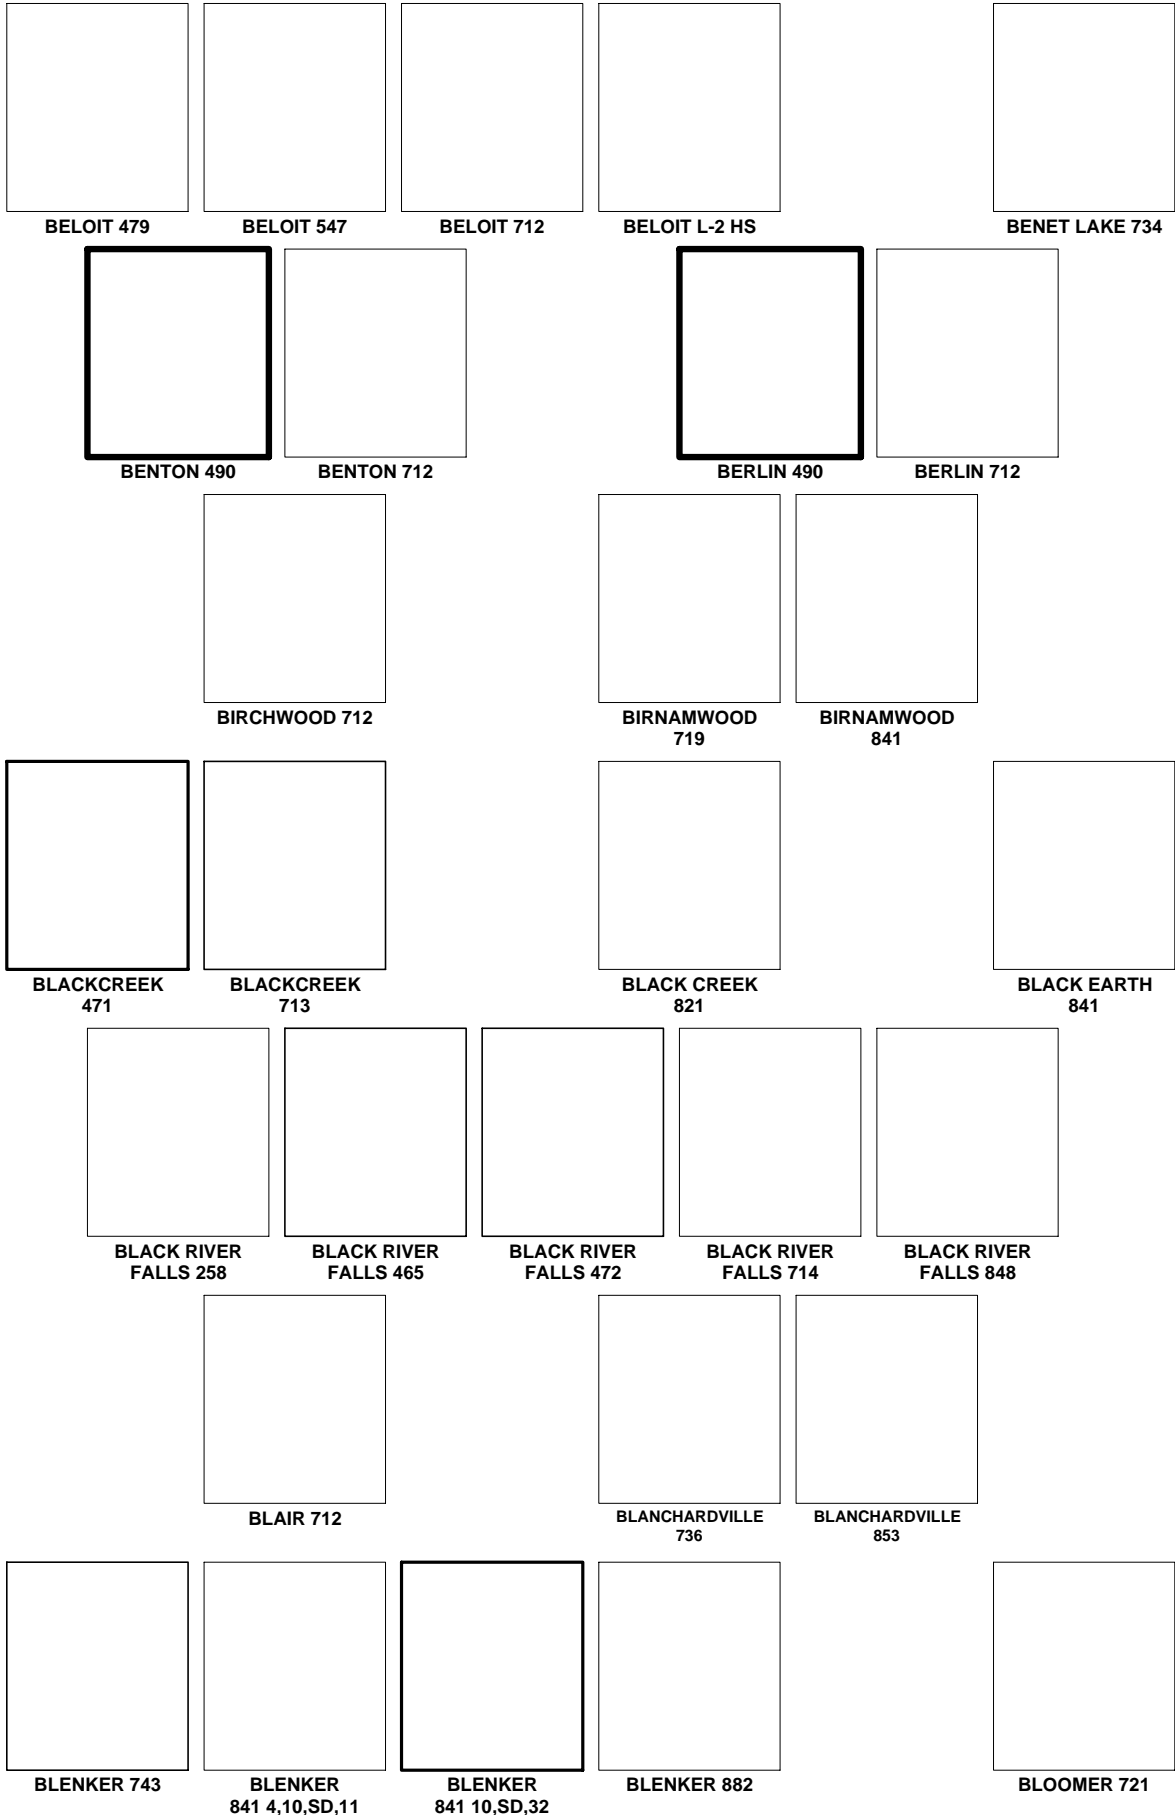 BELOIT 479
BELOIT 547
BELOIT 712
BELOIT L-2 HS
BENET LAKE 734
BENTON 490
BENTON 712
BERLIN 490
BERLIN 712
BIRCHWOOD 712
BIRNAMWOOD
719
BIRNAMWOOD
841
BLACKCREEK
471
BLACKCREEK
713
BLACK CREEK
821
BLACK EARTH
841
BLACK RIVER
FALLS 258
BLACK RIVER
FALLS 465
BLACK RIVER
FALLS 472
BLACK RIVER
FALLS 714
BLACK RIVER
FALLS 848
BLAIR 712
BLANCHARDVILLE
736
BLANCHARDVILLE
853
BLENKER 743
BLENKER
841 4,10,SD,11
BLENKER
841 10,SD,32
BLENKER 882
BLOOMER 721